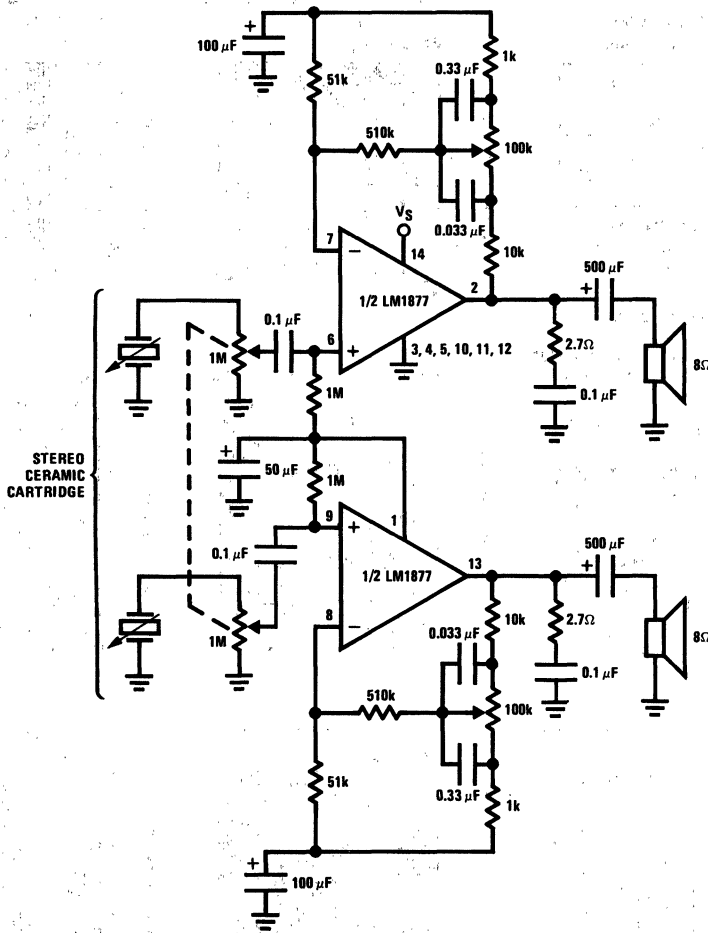 +
100 μF
51k
1k
0.33 μF
510k
100k
0.033 μF
10k
VS
7
−
14
1/2 LM1877
2
500 μF
+
6
+
3, 4, 5, 10, 11, 12
2.7Ω
0.1 μF
8Ω
1M
0.1 μF
1M
STEREO
CERAMIC
CARTRIDGE
+
50 μF
1M
9
+
1
0.1 μF
1/2 LM1877
13
500 μF
+
8
−
1M
10k
2.7Ω
0.1 μF
8Ω
0.033 μF
510k
100k
0.33 μF
51k
1k
+
100 μF